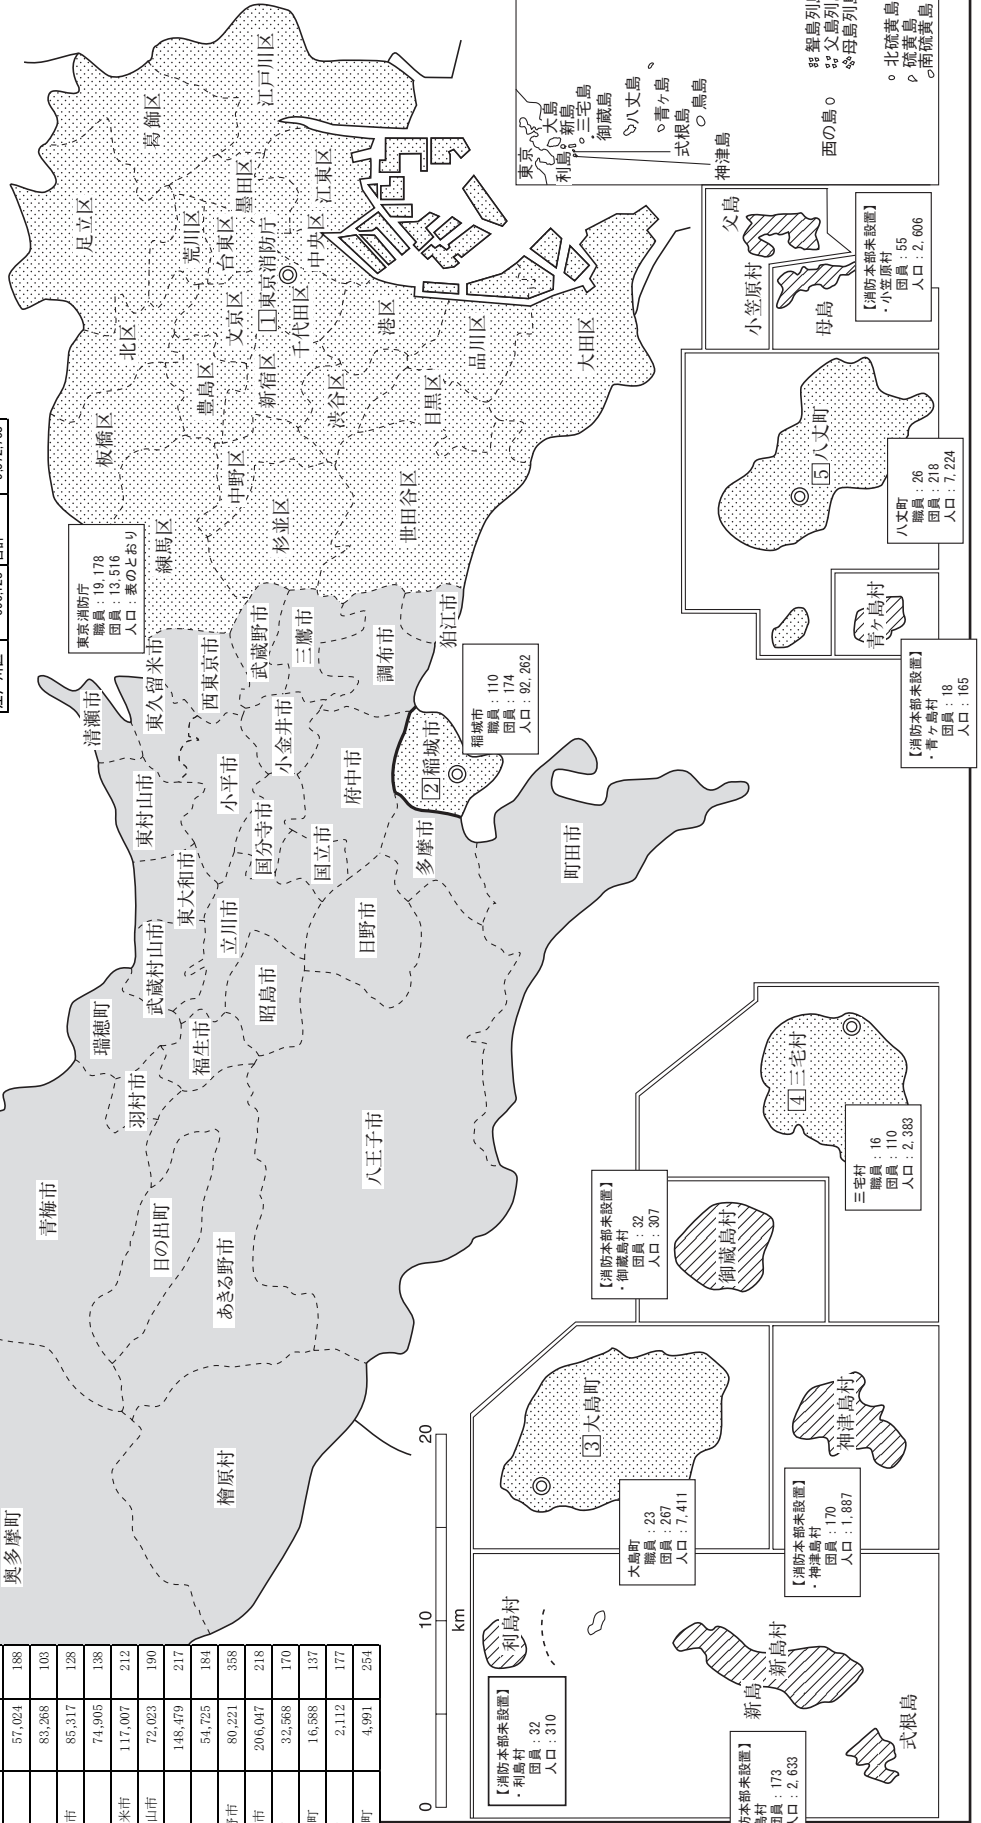 東京消防庁
職員：19,178
団員：13,516
人口：表のとおり
足立区
葛飾区
江戸川区
荒川区
墨田区
台東区
江東区
北区
文京区
1 東京消防庁
中央区
千代田区
板橋区
豊島区
新宿区
港区
渋谷区
品川区
目黒区
大田区
練馬区
中野区
杉並区
世田谷区
清瀬市
東久留米市
西東京市
武蔵野市
三鷹市
調布市
狛江市
東村山市
小平市
小金井市
府中市
2 稲城市
稲城市
職員：110
団員：174
人口：92,262
東大和市
国分寺市
国立市
多摩市
町田市
武蔵村山市
立川市
日野市
昭島市
瑞穂町
福生市
羽村市
青梅市
日の出町
あきる野市
八王子市
奥多摩町
檜原村
57,024 188
83,268 103
市 85,317 128
74,905 138
米市 117,007 212
山市 72,023 190
148,479 217
54,725 184
野市 80,221 358
市 206,047 218
32,568 170
町 16,588 137
2,112 177
町 4,991 254
0 10 20
km
【消防本部未設置】
・利島村
団員：32
人口：310
利島村
防本部未設置】
島村
団員：173
人口：2,633
新島
新島村
式根島
3 大島町
大島町
職員：23
団員：267
人口：7,411
【消防本部未設置】
・神津島村
団員：170
人口：1,887
神津島村
【消防本部未設置】
・御蔵島村
団員：32
人口：307
御蔵島村
4 三宅村
三宅村
職員：16
団員：110
人口：2,383
【消防本部未設置】
・青ヶ島村
団員：18
人口：165
青ヶ島村
5 八丈町
八丈町
職員：26
団員：218
人口：7,224
小笠原村
父島
母島
【消防本部未設置】
・小笠原村
団員：55
人口：2,606
東京
大島
利島
新島
三宅島
御蔵島
八丈島
青ヶ島
式根島
鳥島
神津島
西の島
聟島列
父島列
母島列
北硫黄島
硫黄島
南硫黄島